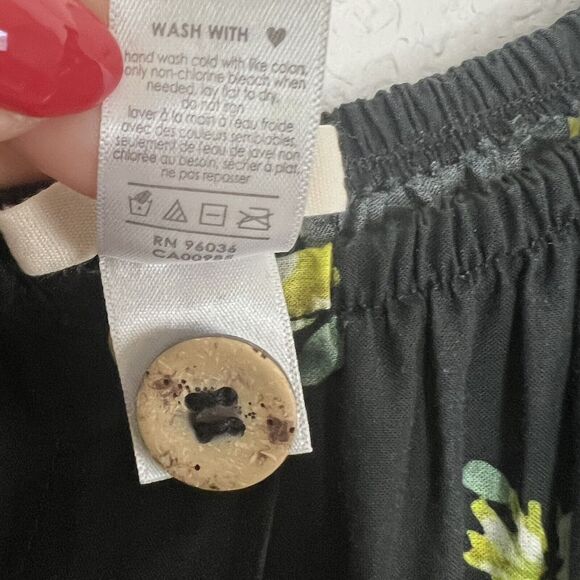 WASH WITH ♥
hand wash cold with like colors,
only non-chlorine bleach when
needed, lay flat to dry,
do not iron
laver à la main à l'eau froide
avec des couleurs semblables,
seulement de l'eau de javel non
chlorée au besoin, sécher à plat,
ne pas repasser
RN 96036